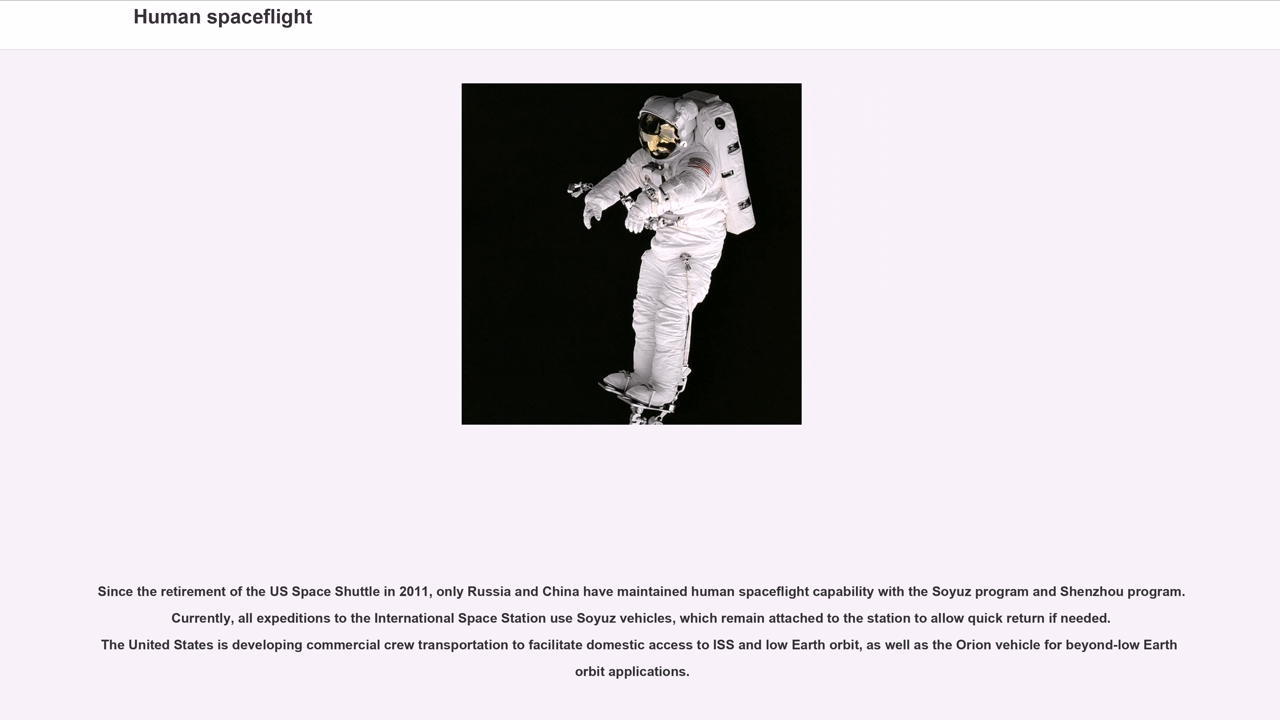 Human spaceflight
Since the retirement of the US Space Shuttle in 2011, only Russia and China have maintained human spaceflight capability with the Soyuz program and Shenzhou program.
Currently, all expeditions to the International Space Station use Soyuz vehicles, which remain attached to the station to allow quick return if needed.
The United States is developing commercial crew transportation to facilitate domestic access to ISS and low Earth orbit, as well as the Orion vehicle for beyond-low Earth
orbit applications.